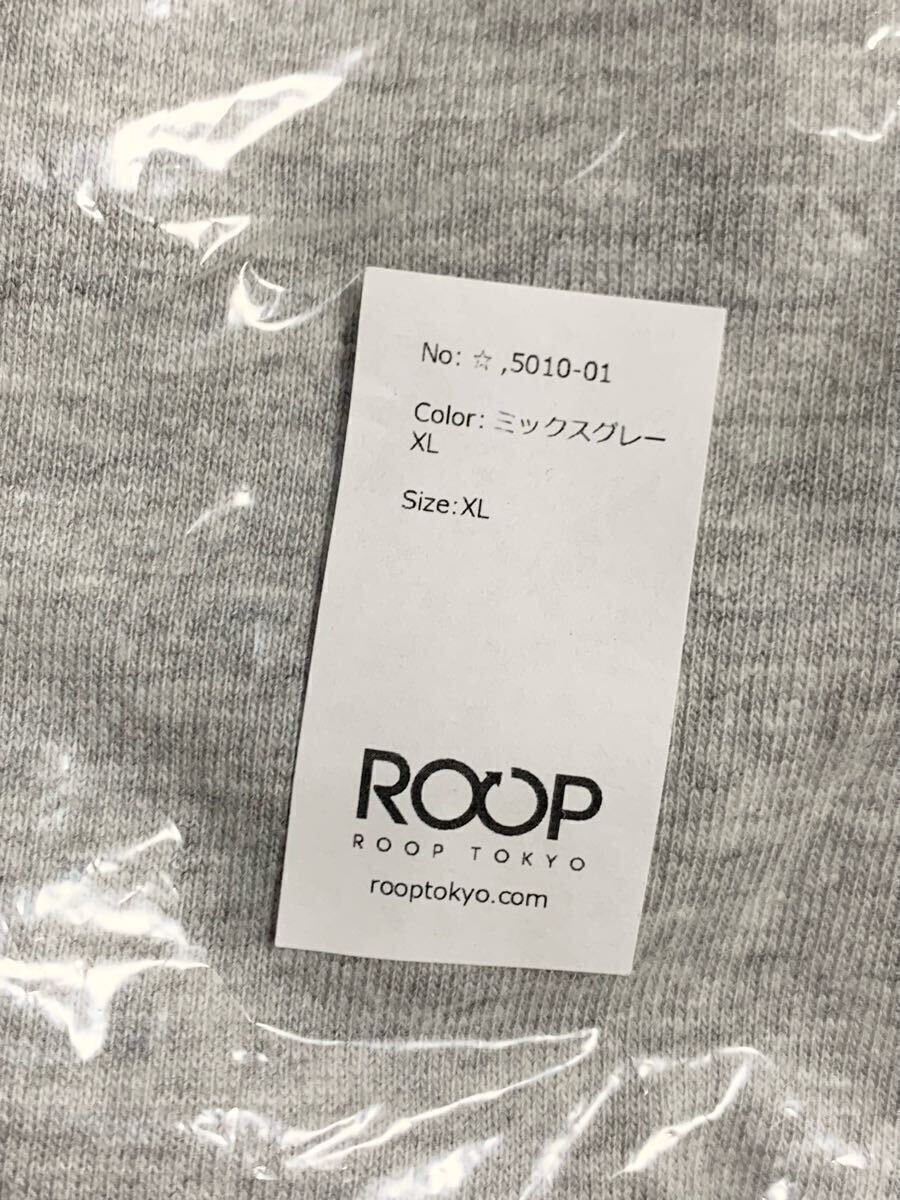 No: ☆,5010-01
Color: ミックスグレー
XL
Size:XL
ROOP
ROOP TOKYO
rooptokyo.com